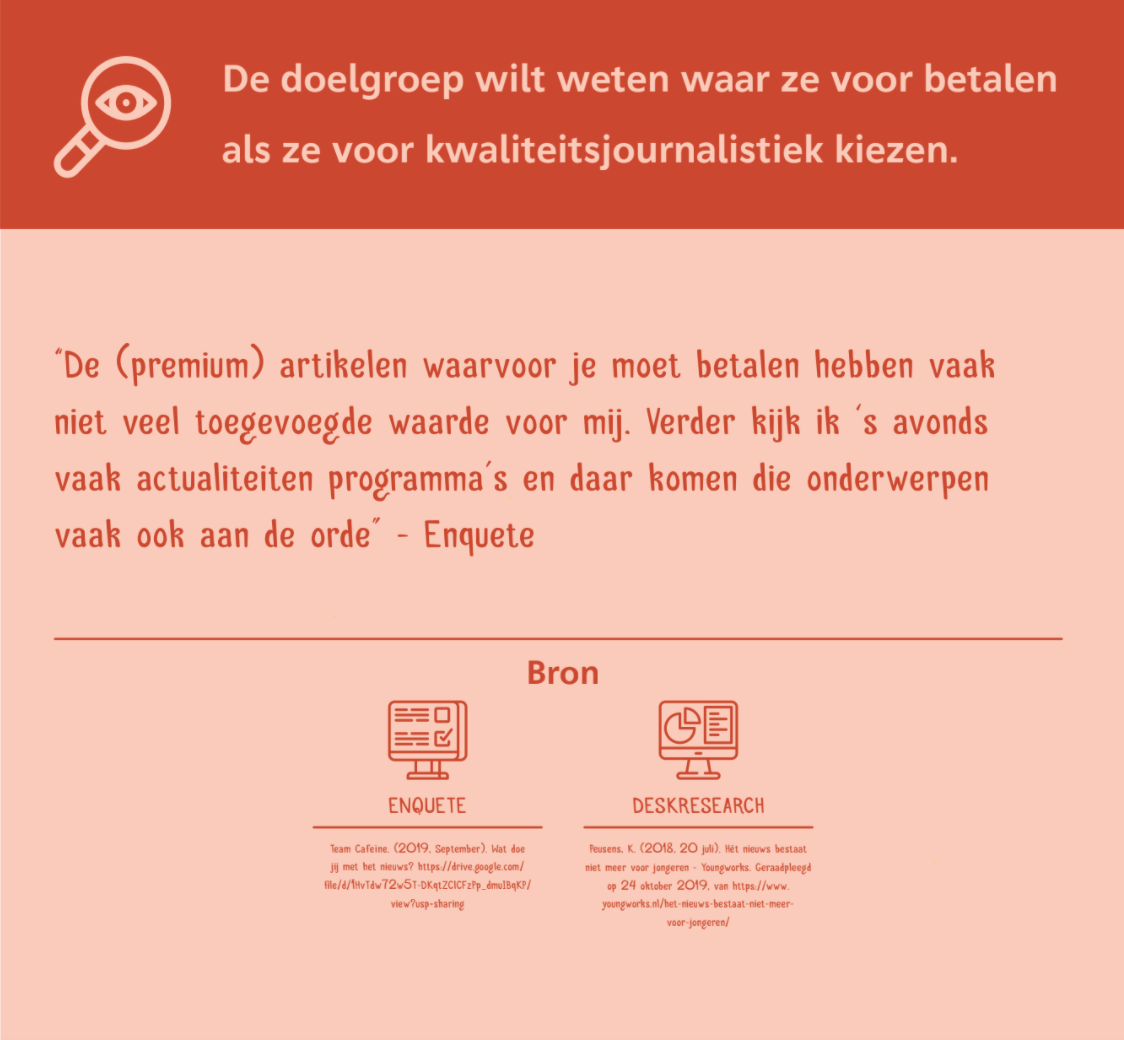 De doelgroep wilt weten waar ze voor betalen
als ze voor kwaliteitsjournalistiek kiezen.
“De (premium) artikelen waarvoor je moet betalen hebben vaak
niet veel toegevoegde waarde voor mij. Verder kijk ik ‘s avonds
vaak actualiteiten programma’s en daar komen die onderwerpen
vaak ook aan de orde” - Enquete
Bron
ENQUETE
Team Cafeine. (2019, September). Wat doe
jij met het nieuws? https://drive.google.com/
view?usp=sharing
DESKRESEARCH
Peusens, K. (2018, 20 juli). Hét nieuws bestaat
niet meer voor jongeren - Youngworks. Geraadpleegd
op 24 oktober 2019, van https://www.
youngworks.nl/het-nieuws-bestaat-niet-meer-
voor-jongeren/